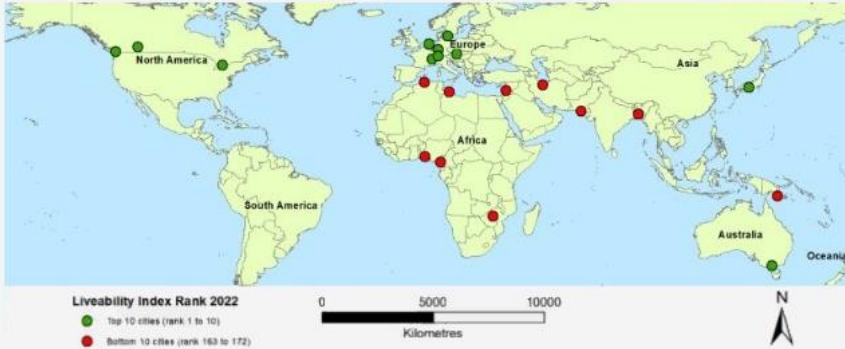 North America
Europe
Asia
Africa
South America
Australia
Oceania
N
Liveability Index Rank 2022
Top 10 cities (rank 1 to 10)
Bottom 10 cities (rank 163 to 172)
0 5000 10000
Kilometres